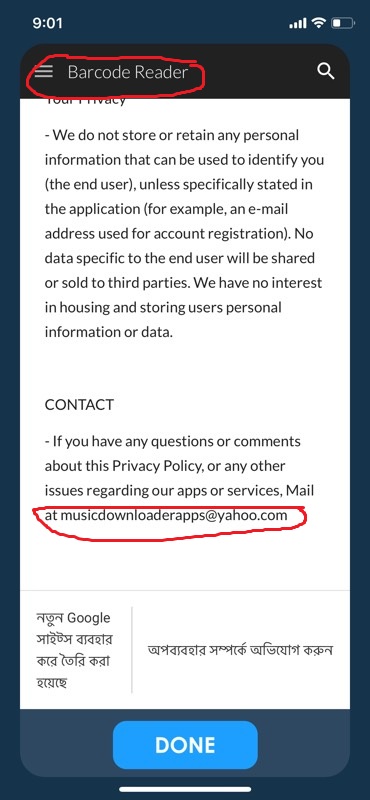 9:01
Barcode Reader
Your Privacy
- We do not store or retain any personal
information that can be used to identify you
(the end user), unless specifically stated in
the application (for example, an e-mail
address used for account registration). No
data specific to the end user will be shared
or sold to third parties. We have no interest
in housing and storing users personal
information or data.
CONTACT
- If you have any questions or comments
about this Privacy Policy, or any other
issues regarding our apps or services, Mail
at musicdownloaderapps@yahoo.com
নতুন Google
সাইটস ব্যবহার
করে তৈরি করা
হয়েছে
অপব্যবহার সম্পর্কে অভিযোগ করুন
DONE